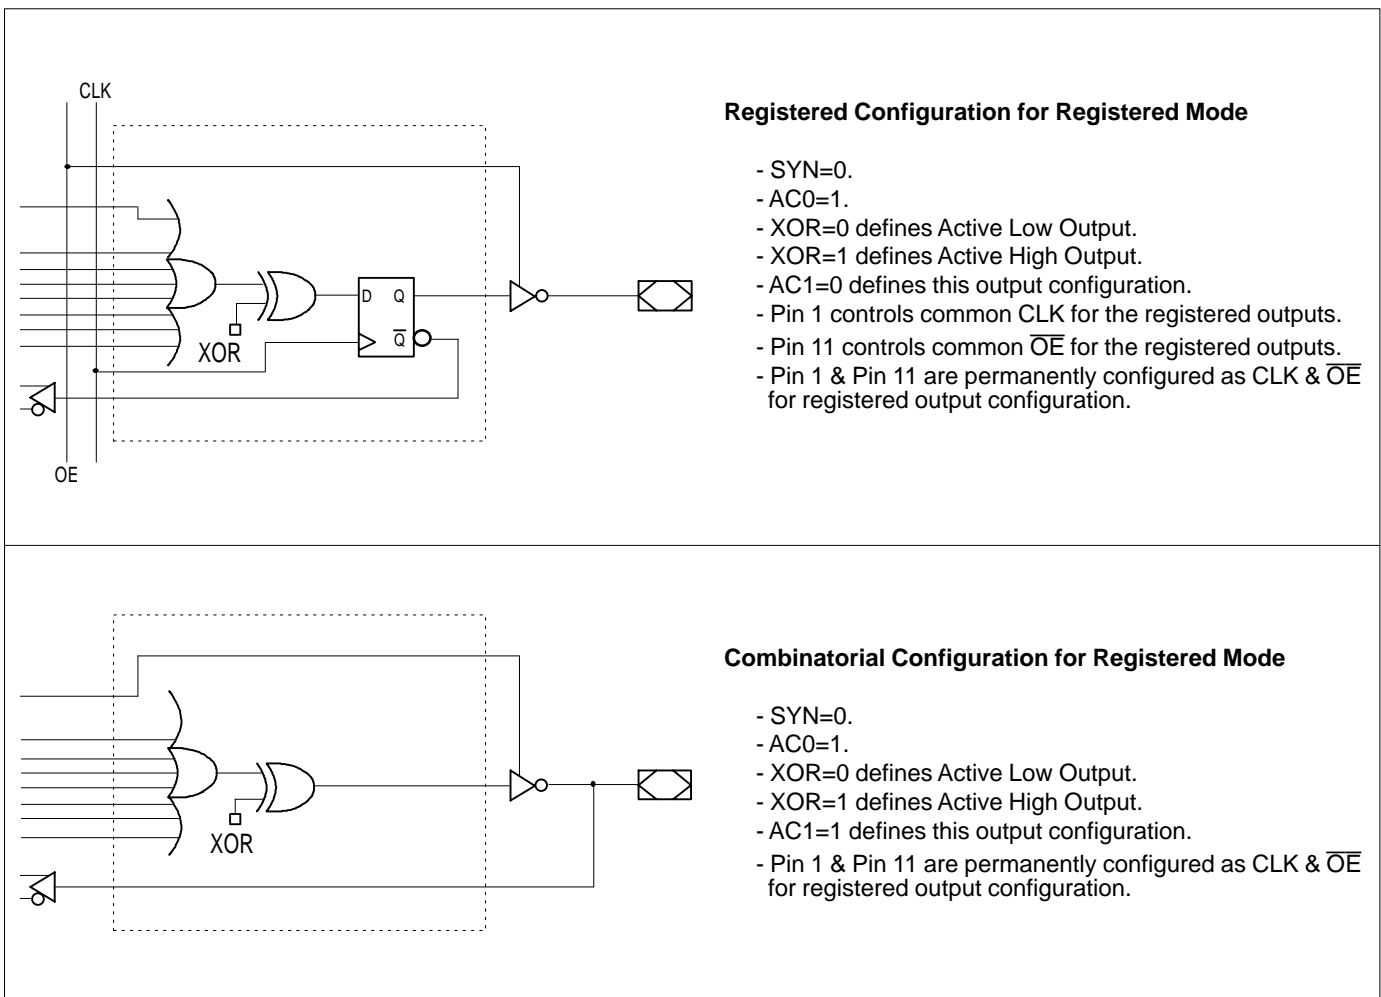 CLK
Registered Configuration for Registered Mode
- SYN=0.
- AC0=1.
- XOR=0 defines Active Low Output.
- XOR=1 defines Active High Output.
- AC1=0 defines this output configuration.
- Pin 1 controls common CLK for the registered outputs.
- Pin 11 controls common O̅E̅ for the registered outputs.
- Pin 1 & Pin 11 are permanently configured as CLK & O̅E̅
for registered output configuration.
D Q
XOR
Q̅
OE
Combinatorial Configuration for Registered Mode
- SYN=0.
- AC0=1.
- XOR=0 defines Active Low Output.
- XOR=1 defines Active High Output.
- AC1=1 defines this output configuration.
- Pin 1 & Pin 11 are permanently configured as CLK & O̅E̅
for registered output configuration.
XOR